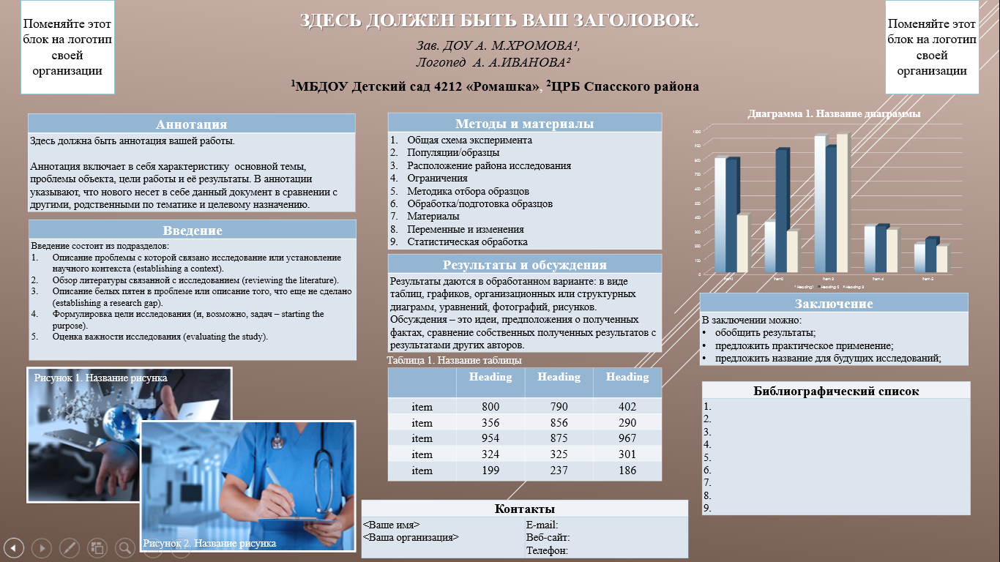 Поменяйте этот
блок на логотип
своей
организации
ЗДЕСЬ ДОЛЖЕН БЫТЬ ВАШ ЗАГОЛОВОК.
Зав. ДОУ А. М.ХРОМОВА¹,
Логопед А. А.ИВАНОВА²
¹МБДОУ Детский сад 4212 «Ромашка», ²ЦРБ Спасского района
Поменяйте этот
блок на логотип
своей
организации
Аннотация
Здесь должна быть аннотация вашей работы.
Аннотация включает в себя характеристику основной темы,
проблемы объекта, цели работы и её результаты. В аннотации
указывают, что нового несет в себе данный документ в сравнении с
другими, родственными по тематике и целевому назначению.
Введение
Введение состоит из подразделов:
1. Описание проблемы с которой связано исследование или установление
научного контекста (establishing a context).
2. Обзор литературы связанной с исследованием (reviewing the literature).
3. Описание белых пятен в проблеме или описание того, что еще не сделано
(establishing a research gap).
4. Формулировка цели исследования (и, возможно, задач – starting the
purpose).
5. Оценка важности исследования (evaluating the study).
Рисунок 1. Название рисунка
Рисунок 2. Название рисунка
Методы и материалы
1. Общая схема эксперимента
2. Популяции/образцы
3. Расположение района исследования
4. Ограничения
5. Методика отбора образцов
6. Обработка/подготовка образцов
7. Материалы
8. Переменные и изменения
9. Статистическая обработка
Результаты и обсуждения
Результаты даются в обработанном варианте: в виде
таблиц, графиков, организационных или структурных
диаграмм, уравнений, фотографий, рисунков.
Обсуждения – это идеи, предположения о полученных
фактах, сравнение собственных полученных результатов с
результатами других авторов.
Таблица 1. Название таблицы
Heading Heading Heading
item 800 790 402
item 356 856 290
item 954 875 967
item 324 325 301
item 199 237 186
Контакты
<Ваше имя> E-mail:
<Ваша организация> Веб-сайт:
Телефон:
Диаграмма 1. Название диаграммы
1000
900
800
700
600
500
400
300
200
100
0
Item1 Item2 Item 3 Item 4 Item 5
Heading1 Heading 2 Heading 3
Заключение
В заключении можно:
• обобщить результаты;
• предложить практическое применение;
• предложить название для будущих исследований;
Библиографический список
1.
2.
3.
4.
5.
6.
7.
8.
9.